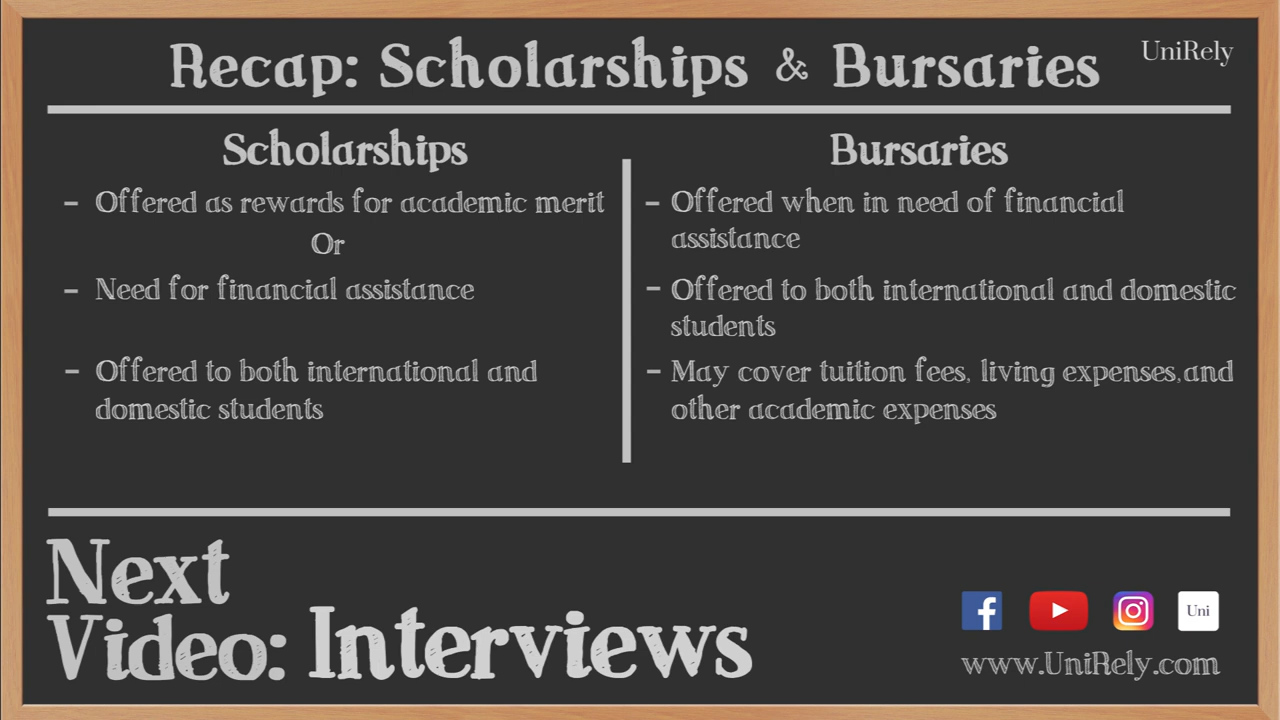 Recap: Scholarships & Bursaries
UniRely
Scholarships
- Offered as rewards for academic merit
Or
- Need for financial assistance
- Offered to both international and
domestic students
Bursaries
- Offered when in need of financial
assistance
- Offered to both international and domestic
students
- May cover tuition fees, living expenses,and
other academic expenses
Next
Video: Interviews
Uni
www.UniRely.com